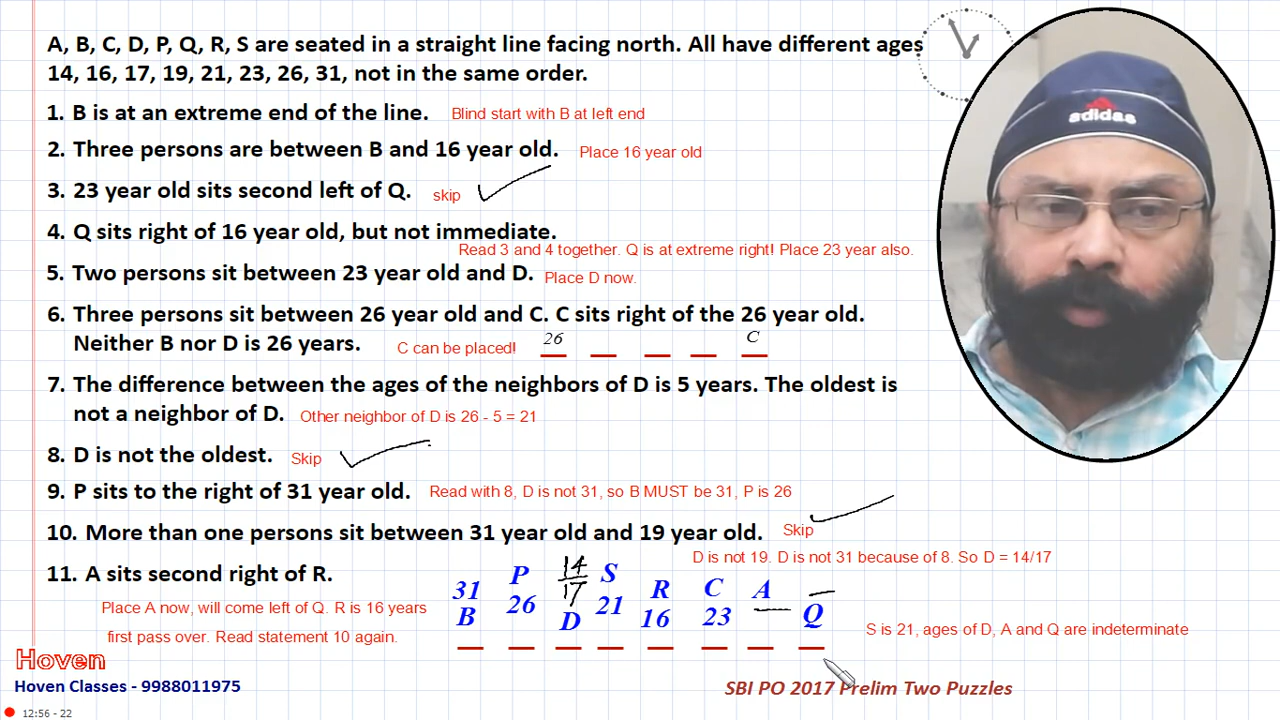 A, B, C, D, P, Q, R, S are seated in a straight line facing north. All have different ages
14, 16, 17, 19, 21, 23, 26, 31, not in the same order.
1. B is at an extreme end of the line. Blind start with B at left end
2. Three persons are between B and 16 year old. Place 16 year old
3. 23 year old sits second left of Q. skip
4. Q sits right of 16 year old, but not immediate.
Read 3 and 4 together. Q is at extreme right! Place 23 year also.
5. Two persons sit between 23 year old and D. Place D now.
6. Three persons sit between 26 year old and C. C sits right of the 26 year old.
Neither B nor D is 26 years. C can be placed! 26 C
7. The difference between the ages of the neighbors of D is 5 years. The oldest is
not a neighbor of D. Other neighbor of D is 26 - 5 = 21
8. D is not the oldest. Skip
9. P sits to the right of 31 year old. Read with 8, D is not 31, so B MUST be 31, P is 26
10. More than one persons sit between 31 year old and 19 year old. Skip
D is not 19. D is not 31 because of 8. So D = 14/17
11. A sits second right of R.
31 P 14 S R C A
B 26 17 21 16 23 Q
D
Place A now, will come left of Q. R is 16 years
first pass over. Read statement 10 again.
S is 21, ages of D, A and Q are indeterminate
Hoven
Hoven Classes - 9988011975
SBI PO 2017 Prelim Two Puzzles
12:56 - 22
adidas